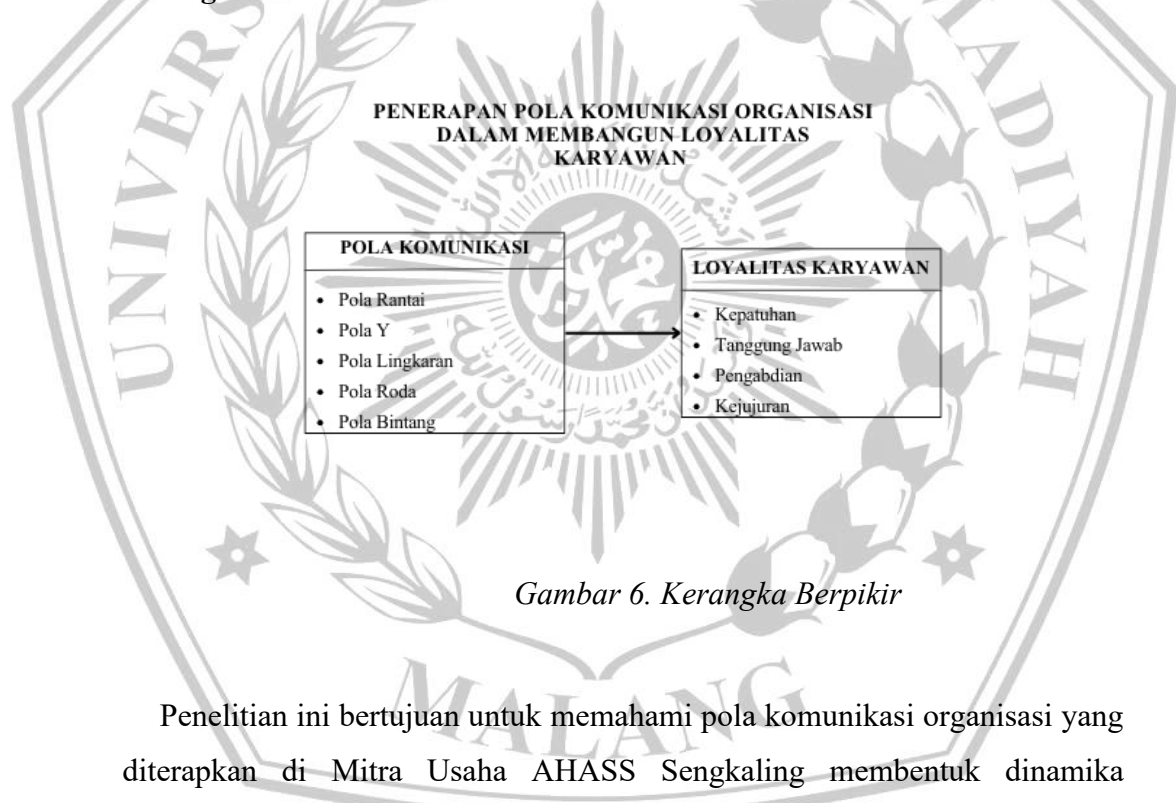 PENERAPAN POLA KOMUNIKASI ORGANISASI
DALAM MEMBANGUN LOYALITAS
KARYAWAN
POLA KOMUNIKASI
• Pola Rantai
• Pola Y
• Pola Lingkaran
• Pola Roda
• Pola Bintang
LOYALITAS KARYAWAN
• Kepatuhan
• Tanggung Jawab
• Pengabdian
• Kejujuran
Gambar 6. Kerangka Berpikir
MALANG
Penelitian ini bertujuan untuk memahami pola komunikasi organisasi yang
diterapkan di Mitra Usaha AHASS Sengkaling membentuk dinamika